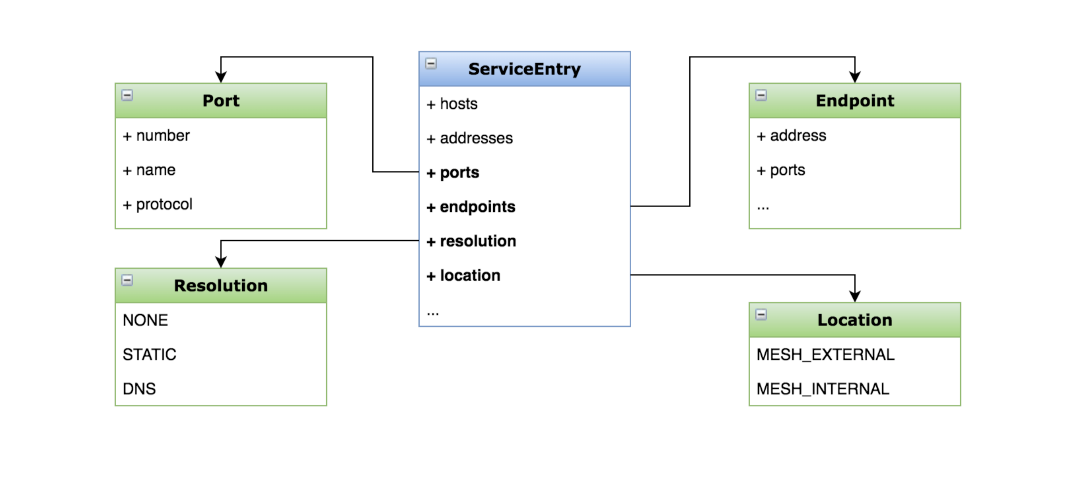 ServiceEntry
+ hosts
+ addresses
+ ports
+ endpoints
+ resolution
+ location
...
Port
+ number
+ name
+ protocol
Resolution
NONE
STATIC
DNS
Endpoint
+ address
+ ports
...
Location
MESH_EXTERNAL
MESH_INTERNAL